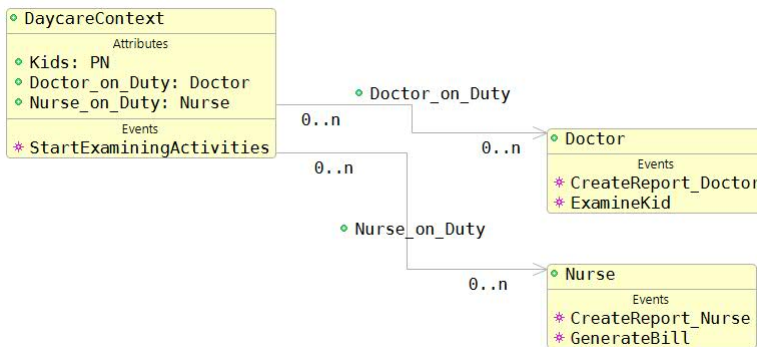 DaycareContext
Attributes
Kids: PN
Doctor_on_Duty: Doctor
Nurse_on_Duty: Nurse
Events
StartExaminingActivities
Doctor_on_Duty
0..n
0..n
0..n
Nurse_on_Duty
0..n
Doctor
Events
CreateReport_Doctor
ExamineKid
Nurse
Events
CreateReport_Nurse
GenerateBill